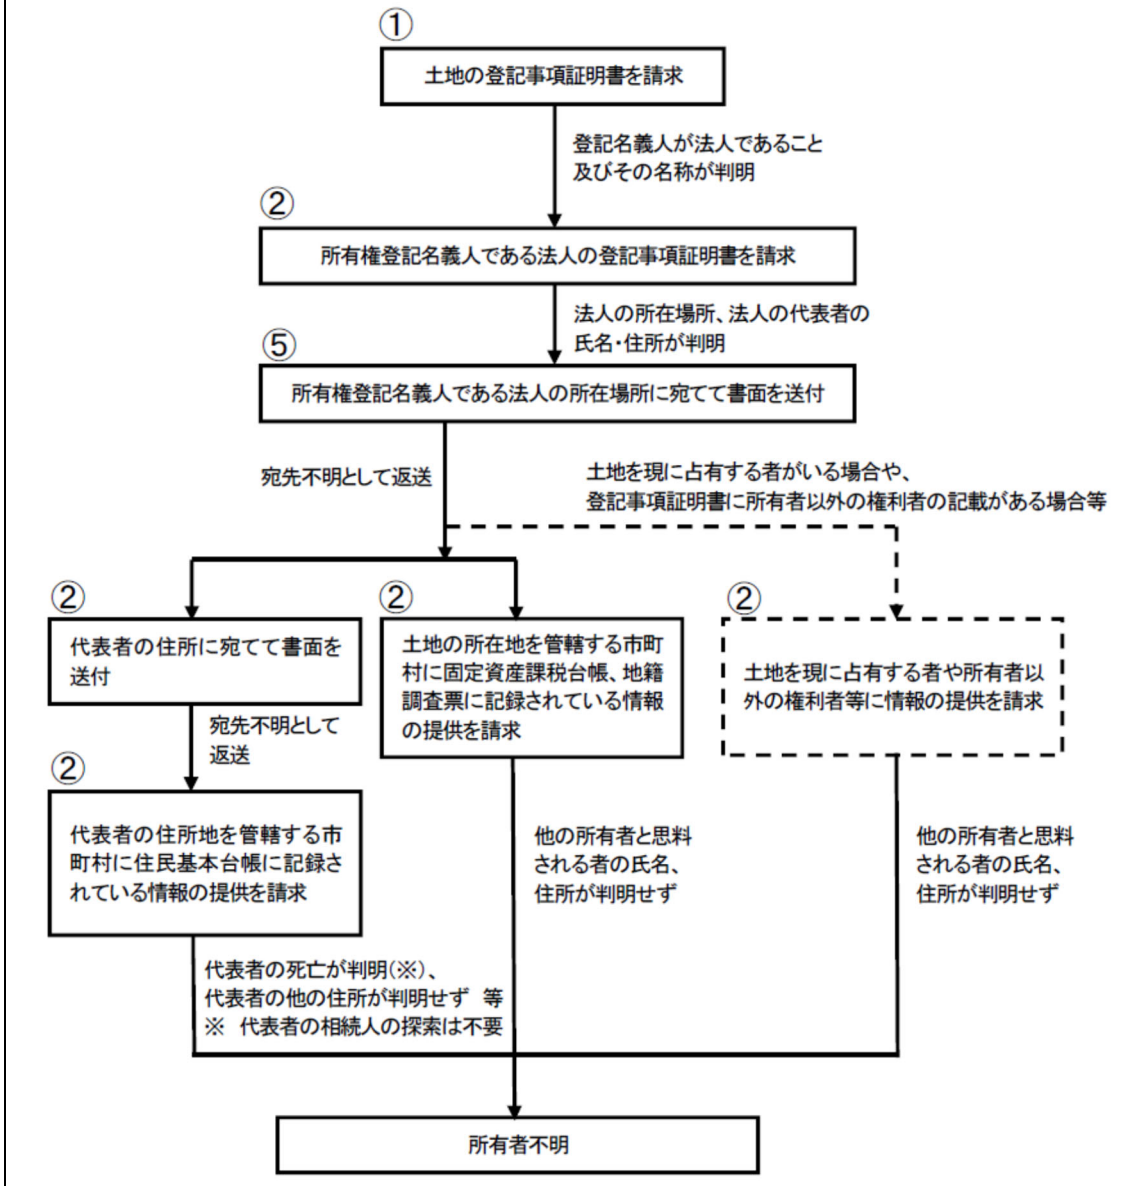 ①
土地の登記事項証明書を請求
登記名義人が法人であること
及びその名称が判明
②
所有権登記名義人である法人の登記事項証明書を請求
法人の所在場所、法人の代表者の
氏名・住所が判明
⑤
所有権登記名義人である法人の所在場所に宛てて書面を送付
宛先不明として返送
土地を現に占有する者がいる場合や、
登記事項証明書に所有者以外の権利者の記載がある場合等
②
代表者の住所に宛てて書面を
送付
宛先不明として
返送
②
代表者の住所地を管轄する市
町村に住民基本台帳に記録さ
れている情報の提供を請求
代表者の死亡が判明(※)、
代表者の他の住所が判明せず 等
※ 代表者の相続人の探索は不要
②
土地の所在地を管轄する市町
村に固定資産課税台帳、地籍
調査票に記録されている情報
の提供を請求
他の所有者と思料
される者の氏名、
住所が判明せず
②
土地を現に占有する者や所有者以
外の権利者等に情報の提供を請求
他の所有者と思料
される者の氏名、
住所が判明せず
所有者不明